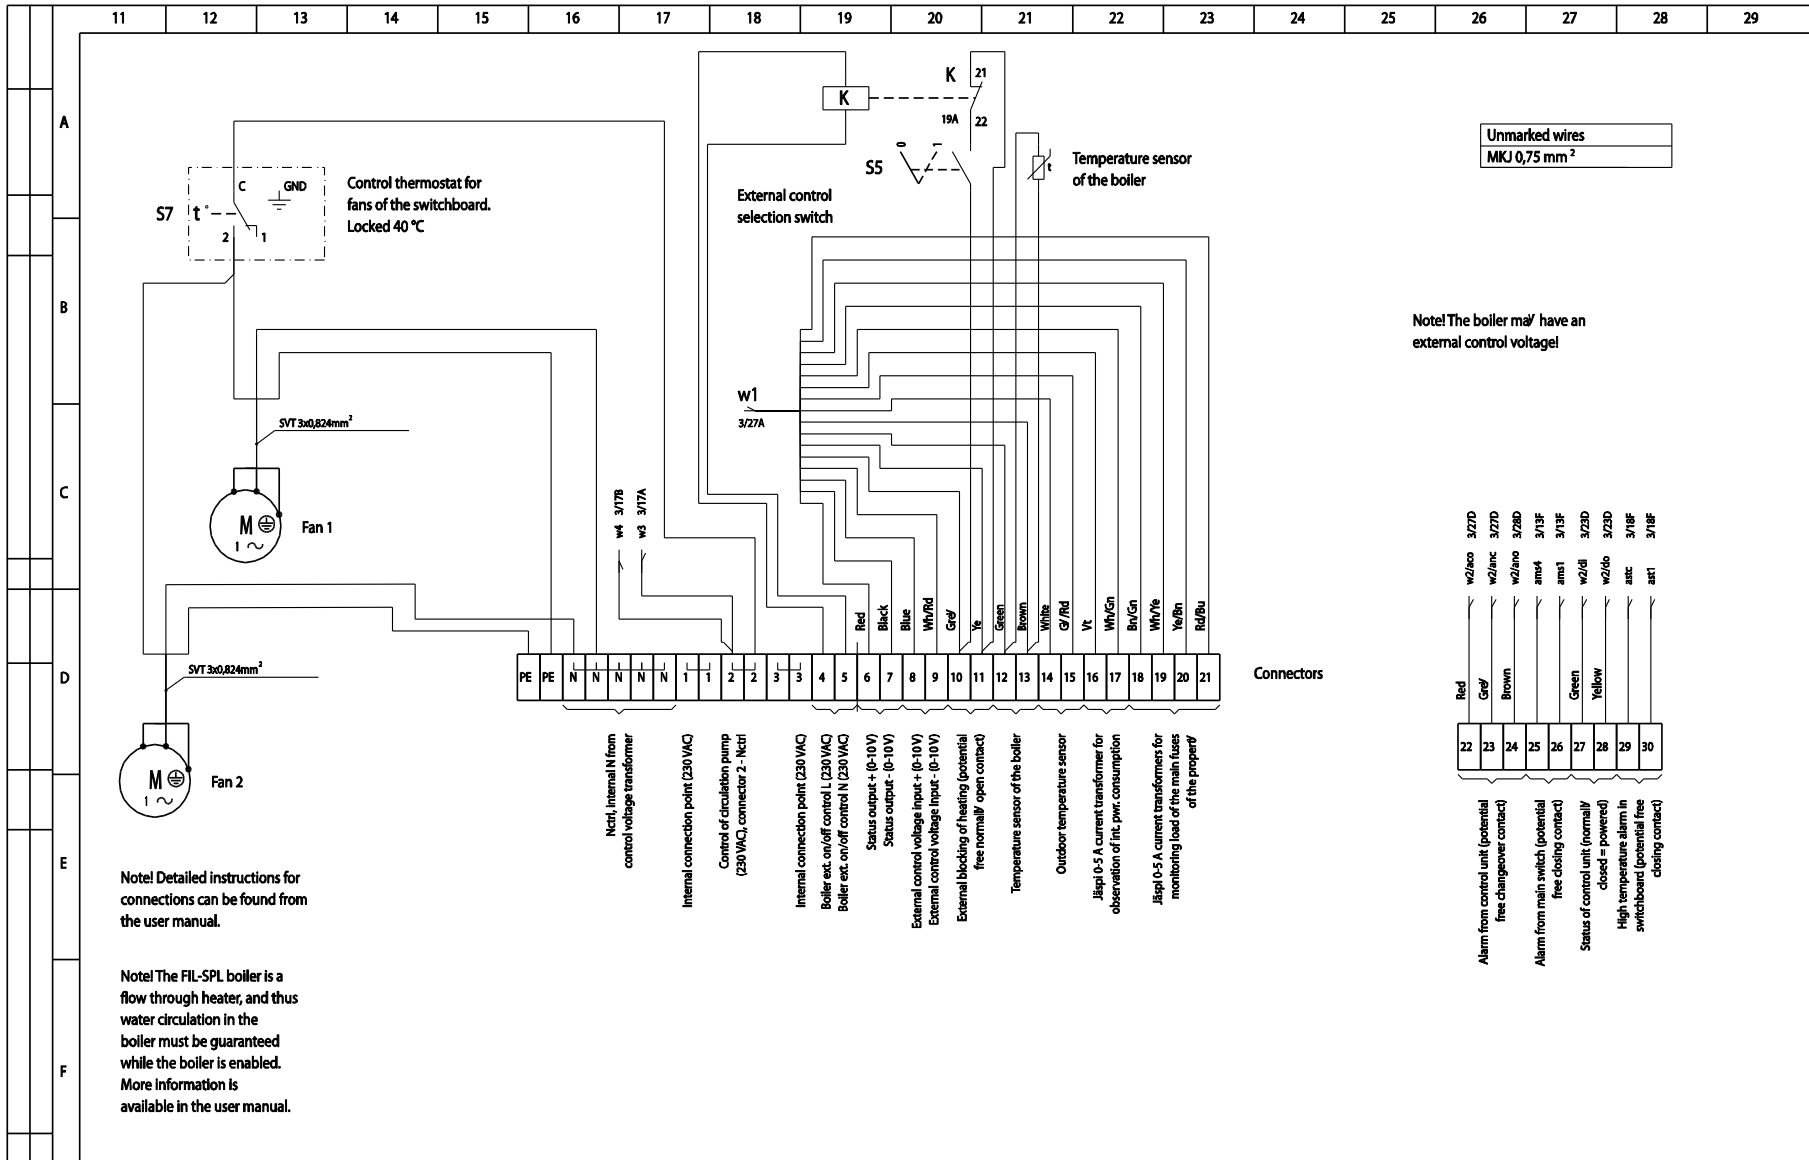 11 12 13 14 15 16 17 18 19 20 21 22 23 24 25 26 27 28 29
A
B
C
D
E
F
K
K
21
19A
22
S5
0
1
t
Temperature sensor
of the boiler
Unmarked wires
MKJ 0,75 mm²
S7
t°
C
GND
2
1
Control thermostat for
fans of the switchboard.
Locked 40 °C
External control
selection switch
Note! The boiler may have an
external control voltage!
w1
3/27A
SVT 3x0,824mm²
M
1 ~
Fan 1
w4 3/17B
w3 3/17A
SVT 3x0,824mm²
M
1 ~
Fan 2
Red
Black
Blue
Wh/Rd
Grey
Ye
Green
Brown
White
GY/Rd
Vt
Wh/Gn
Bn/Gn
Wh/Ye
Ye/Bn
Rd/Bu
PE PE N N N N N 1 1 2 2 3 3 4 5 6 7 8 9 10 11 12 13 14 15 16 17 18 19 20 21
Connectors
Nctrl, internal N from
control voltage transformer
Internal connection point (230 VAC)
Control of circulation pump
(230 VAC), connector 2 - Nctrl
Internal connection point (230 VAC)
Boiler ext. on/off control L (230 VAC)
Boiler ext. on/off control N (230 VAC)
Status output + (0-10 V)
Status output - (0-10 V)
External control voltage input + (0-10 V)
External control voltage input - (0-10 V)
External blocking of heating (potential
free normally open contact)
Temperature sensor of the boiler
Outdoor temperature sensor
Jäspi 0-5 A current transformer for
observation of int. pwr. consumption
Jäspi 0-5 A current transformers for
monitoring load of the main fuses
of the property
w2/aco 3/27D
w2/anc 3/27D
w2/ano 3/28D
ams4 3/13F
ams1 3/13F
w2/di 3/23D
w2/do 3/23D
astc 3/18F
ast1 3/18F
Red
Grey
Brown
Green
Yellow
22 23 24 25 26 27 28 29 30
Alarm from control unit (potential
free changeover contact)
Alarm from main switch (potential
free closing contact)
Status of control unit (normally
closed = powered)
High temperature alarm in
switchboard (potential free
closing contact)
Note! Detailed instructions for
connections can be found from
the user manual.
Note! The FIL-SPL boiler is a
flow through heater, and thus
water circulation in the
boiler must be guaranteed
while the boiler is enabled.
More information is
available in the user manual.